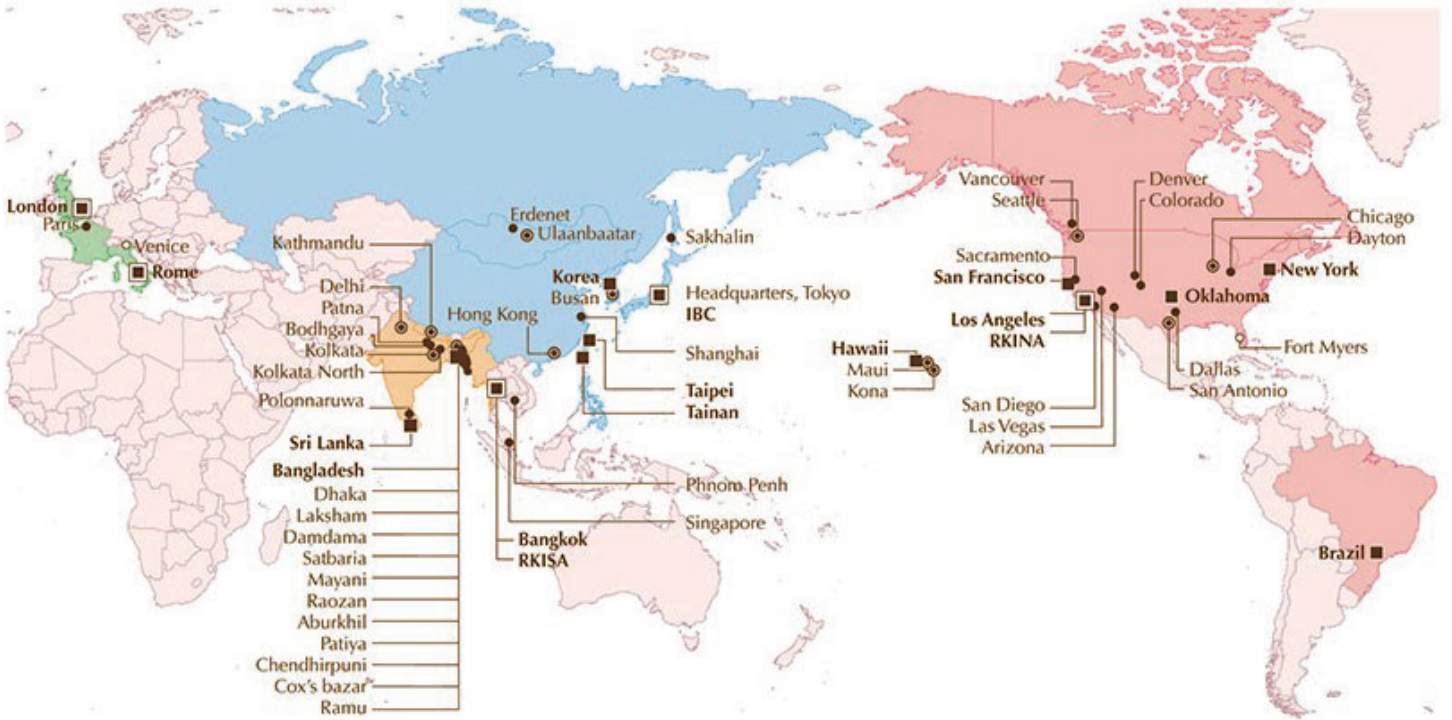 London
Paris
Venice
Rome
Kathmandu
Delhi
Patna
Bodhgaya
Kolkata
Kolkata North
Polonnaruwa
Sri Lanka
Bangladesh
Dhaka
Laksham
Damdama
Satbaria
Mayani
Raozan
Aburkhil
Patiya
Chendhirpuni
Cox's bazar
Ramu
Erdenet
Ulaanbaatar
Sakhalin
Korea
Busan
Headquarters, Tokyo
IBC
Hong Kong
Shanghai
Taipei
Tainan
Phnom Penh
Singapore
Bangkok
RKISA
Vancouver
Seattle
Denver
Colorado
Chicago
Dayton
Sacramento
San Francisco
New York
Oklahoma
Los Angeles
RKINA
Hawaii
Maui
Kona
Fort Myers
Dallas
San Antonio
San Diego
Las Vegas
Arizona
Brazil